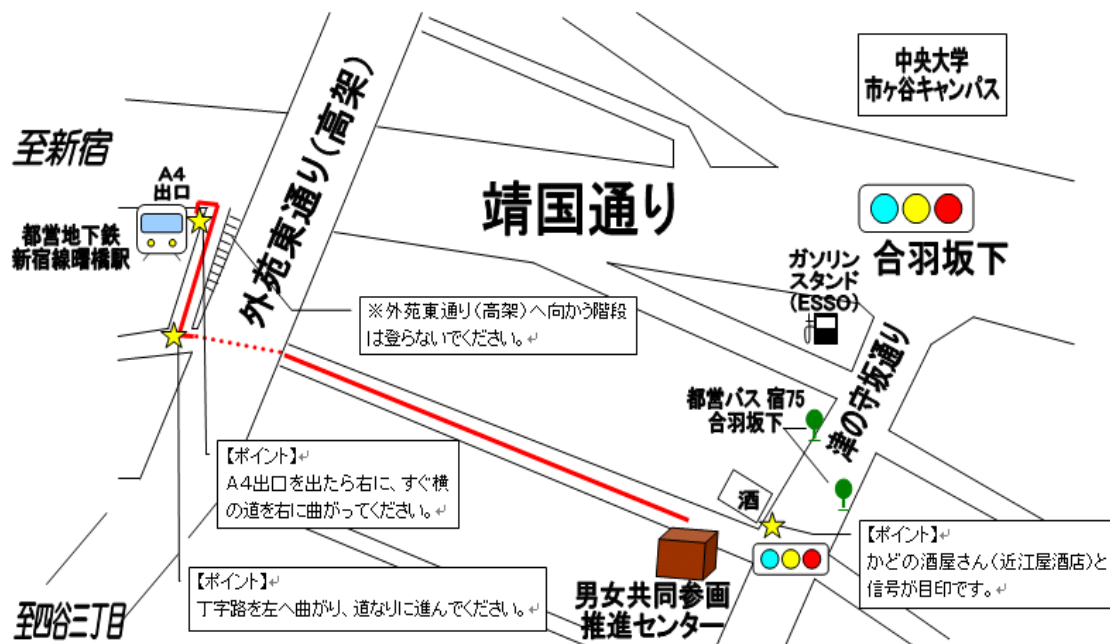 中央大学
市ヶ谷キャンパス
至新宿
A4
出口
都営地下鉄
新宿線曙橋駅
外苑東通り(高架)
靖国通り
合羽坂下
ガソリン
スタンド
(ESSO)
※外苑東通り(高架)へ向かう階段
は登らないでください。
津の守坂通り
都営バス 宿75
合羽坂下
【ポイント】
A4出口を出たら右に、すぐ横
の道を右に曲がってください。
酒
【ポイント】
かどの酒屋さん(近江屋酒店)と
信号が目印です。
【ポイント】
丁字路を左へ曲がり、道なりに進んでください。
男女共同参画
推進センター
至四谷三丁目